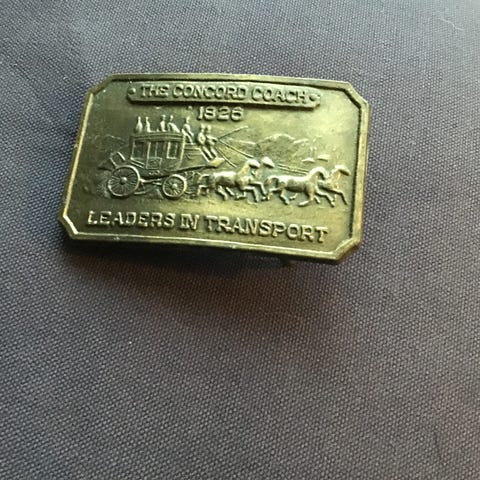 THE CONCORD COACH
1826
LEADERS IN TRANSPORT